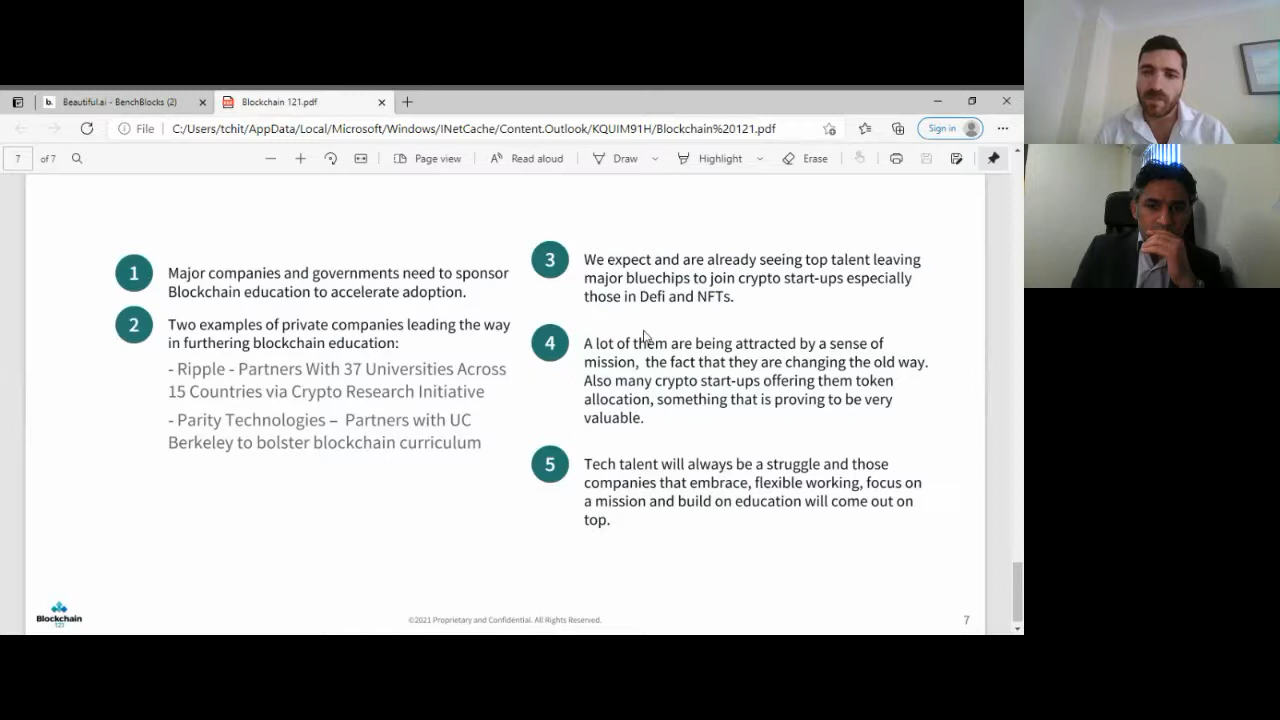 Beautiful.ai - BenchBlocks (2)
Blockchain 121.pdf
File
C:/Users/tchit/AppData/Local/Microsoft/Windows/INetCache/Content.Outlook/KQUIM91H/Blockchain%20121.pdf
Sign in
7 of 7
Page view
Read aloud
Draw
Highlight
Erase
1
Major companies and governments need to sponsor
Blockchain education to accelerate adoption.
2
Two examples of private companies leading the way
in furthering blockchain education:
- Ripple - Partners With 37 Universities Across
15 Countries via Crypto Research Initiative
- Parity Technologies – Partners with UC
Berkeley to bolster blockchain curriculum
3
We expect and are already seeing top talent leaving
major bluechips to join crypto start-ups especially
those in Defi and NFTs.
4
A lot of them are being attracted by a sense of
mission, the fact that they are changing the old way.
Also many crypto start-ups offering them token
allocation, something that is proving to be very
valuable.
5
Tech talent will always be a struggle and those
companies that embrace, flexible working, focus on
a mission and build on education will come out on
top.
Blockchain
121
©2021 Proprietary and Confidential. All Rights Reserved.
7